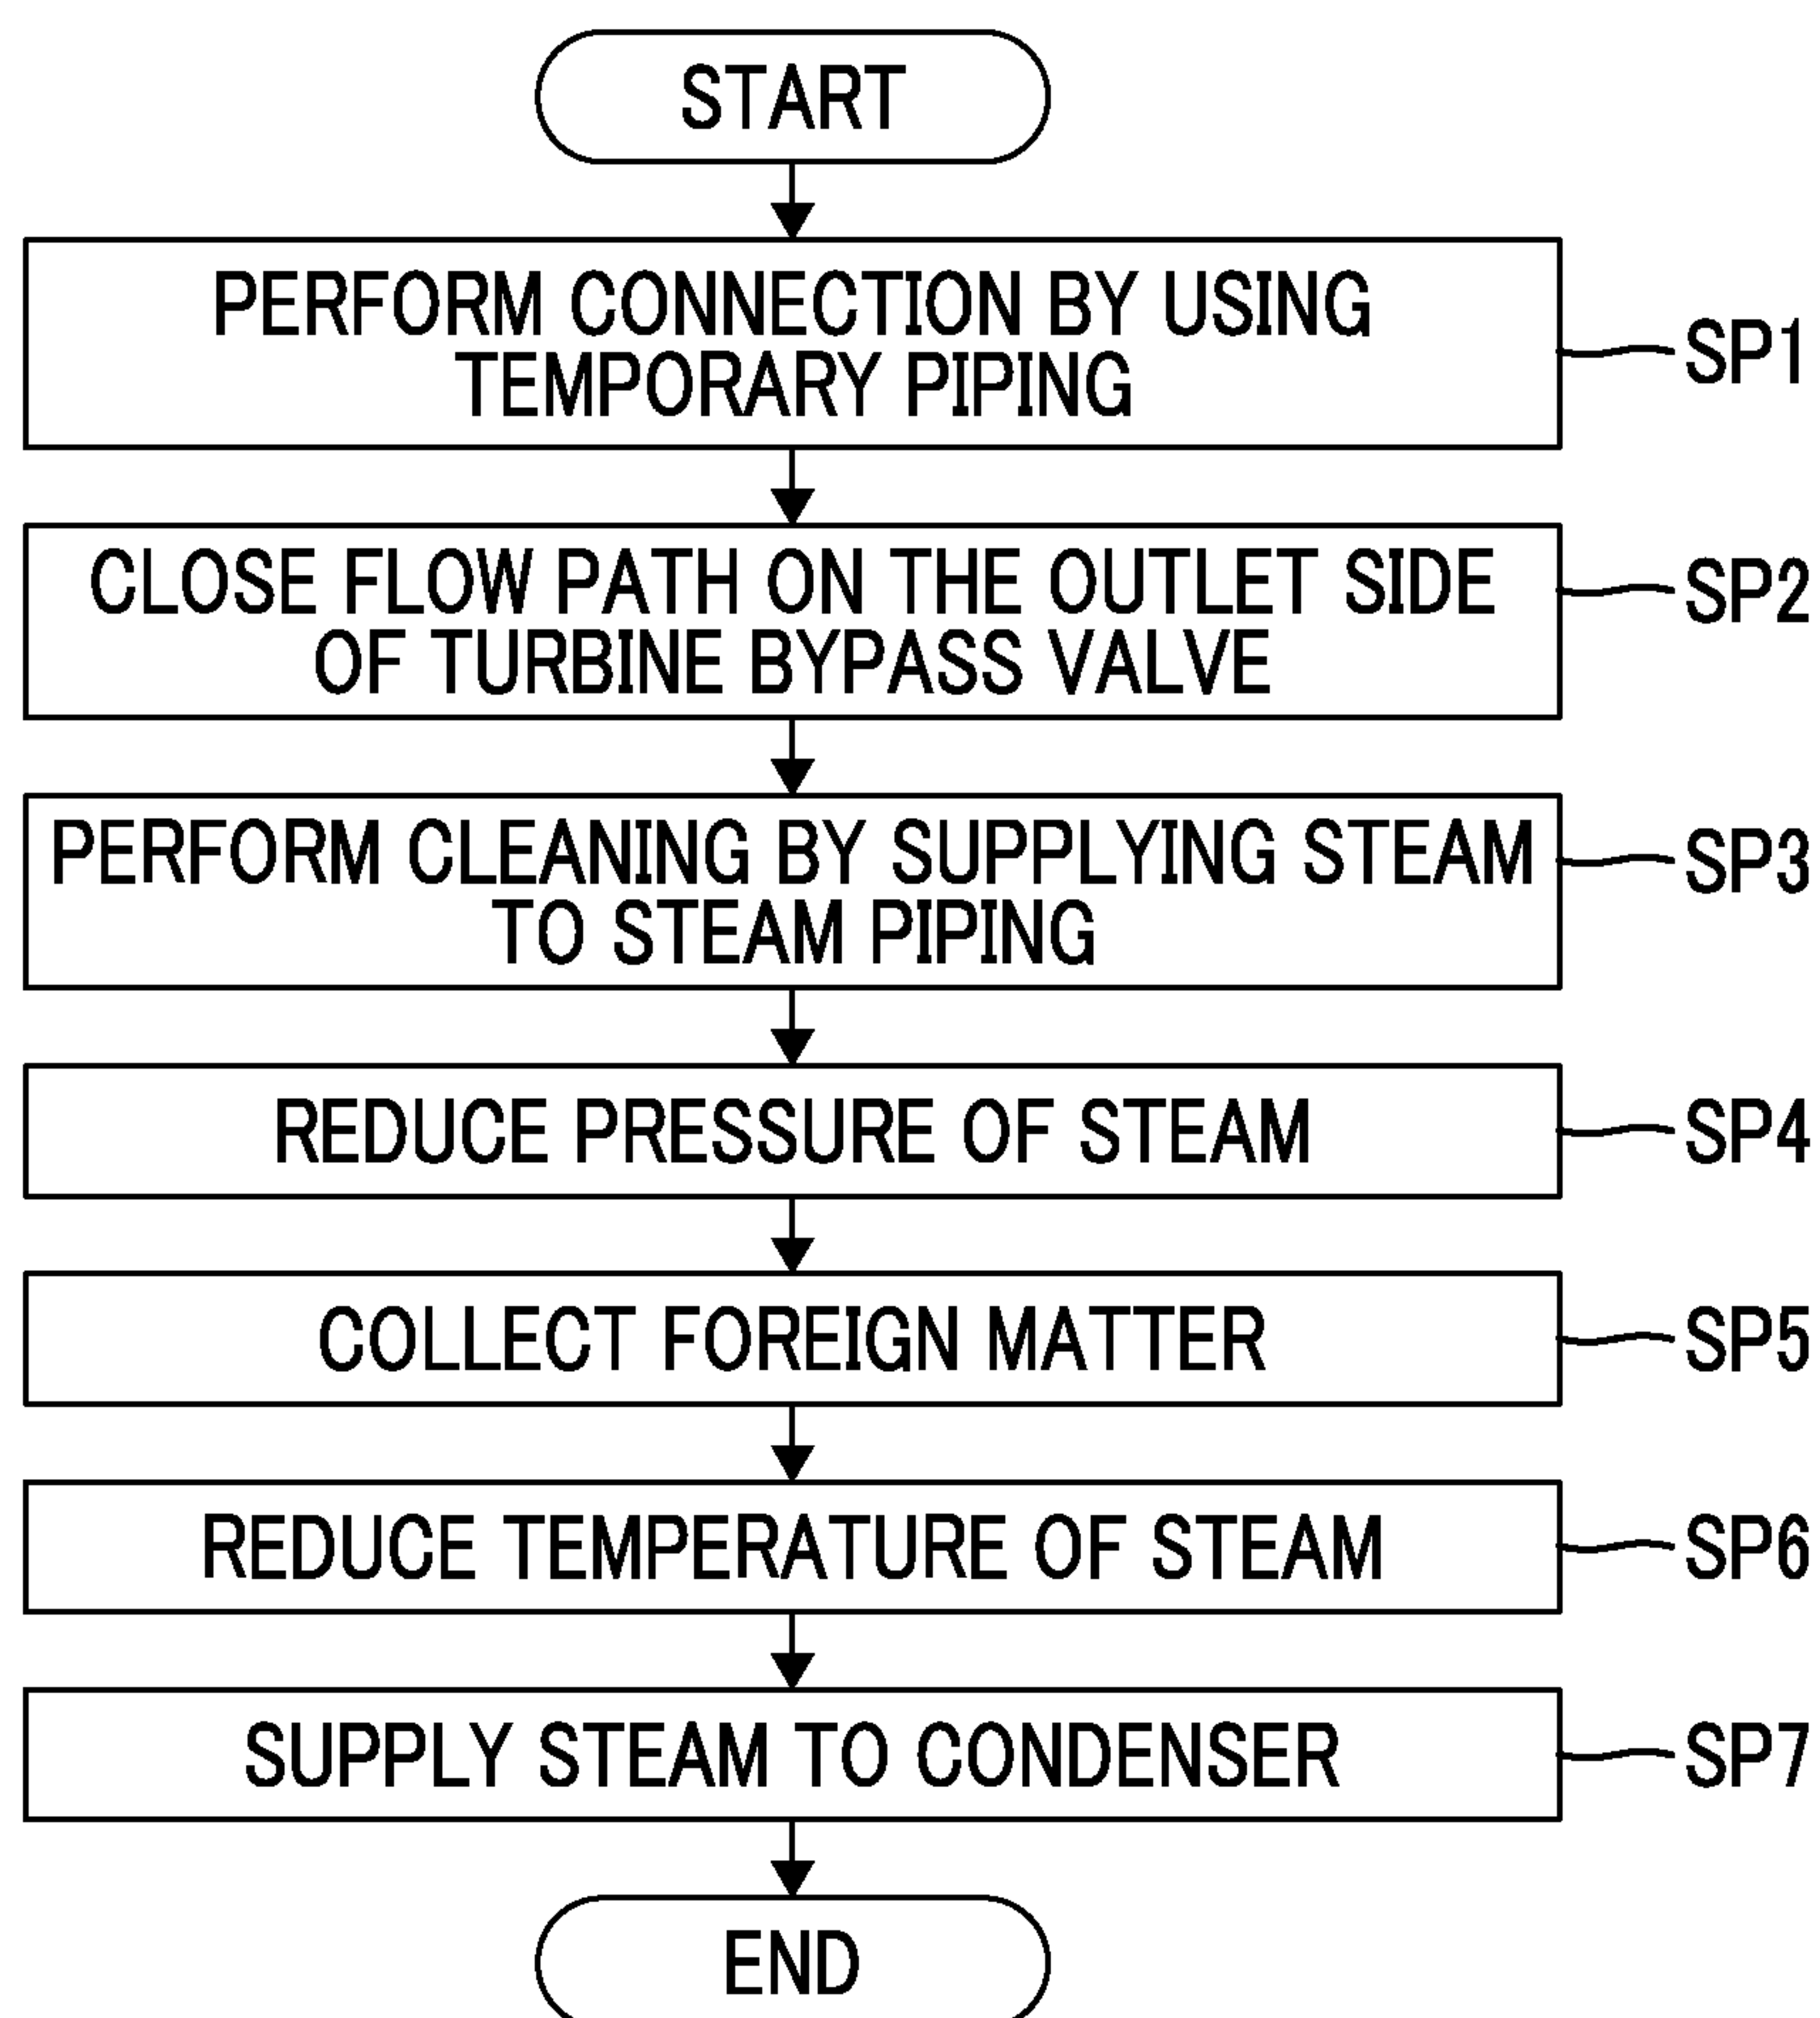 START
PERFORM CONNECTION BY USING
TEMPORARY PIPING
SP1
CLOSE FLOW PATH ON THE OUTLET SIDE
OF TURBINE BYPASS VALVE
SP2
PERFORM CLEANING BY SUPPLYING STEAM
TO STEAM PIPING
SP3
REDUCE PRESSURE OF STEAM
SP4
COLLECT FOREIGN MATTER
SP5
REDUCE TEMPERATURE OF STEAM
SP6
SUPPLY STEAM TO CONDENSER
SP7
END